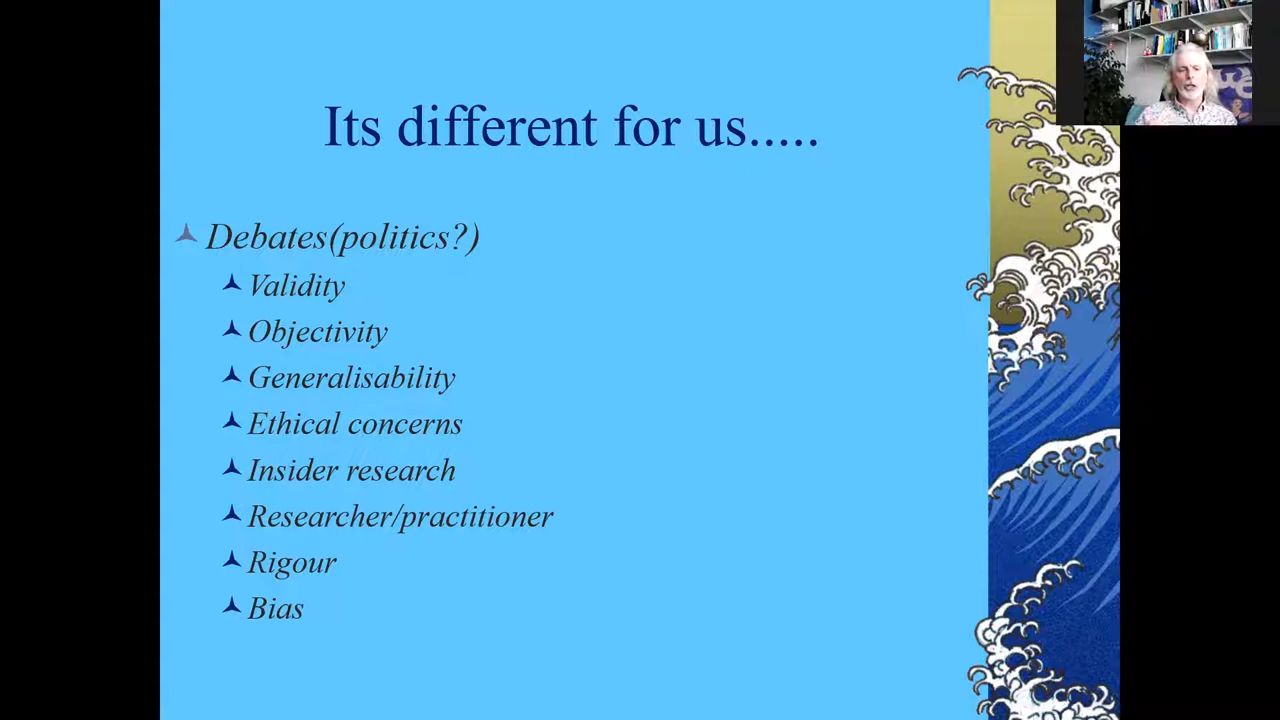 Its different for us.....
Debates(politics?)
Validity
Objectivity
Generalisability
Ethical concerns
Insider research
Researcher/practitioner
Rigour
Bias